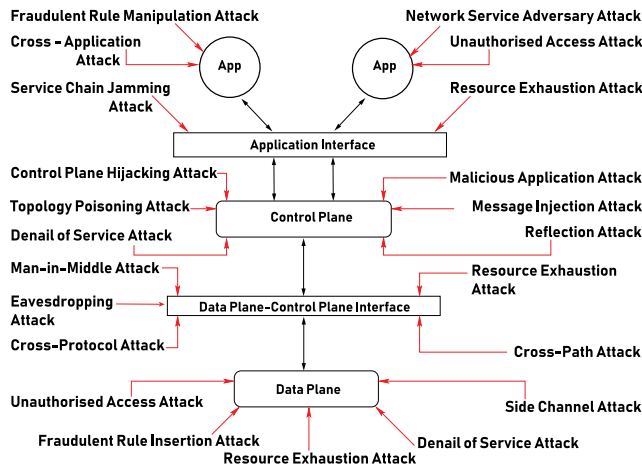 Fraudulent Rule Manipulation Attack
Network Service Adversary Attack
Cross - Application
Attack
Unauthorised Access Attack
App
App
Service Chain Jamming
Attack
Resource Exhaustion Attack
Application Interface
Control Plane Hijacking Attack
Malicious Application Attack
Topology Poisoning Attack
Control Plane
Message Injection Attack
Denail of Service Attack
Reflection Attack
Man-in-Middle Attack
Resource Exhaustion
Attack
Eavesdropping
Attack
Data Plane-Control Plane Interface
Cross-Protocol Attack
Cross-Path Attack
Data Plane
Unauthorised Access Attack
Side Channel Attack
Fraudulent Rule Insertion Attack
Denail of Service Attack
Resource Exhaustion Attack